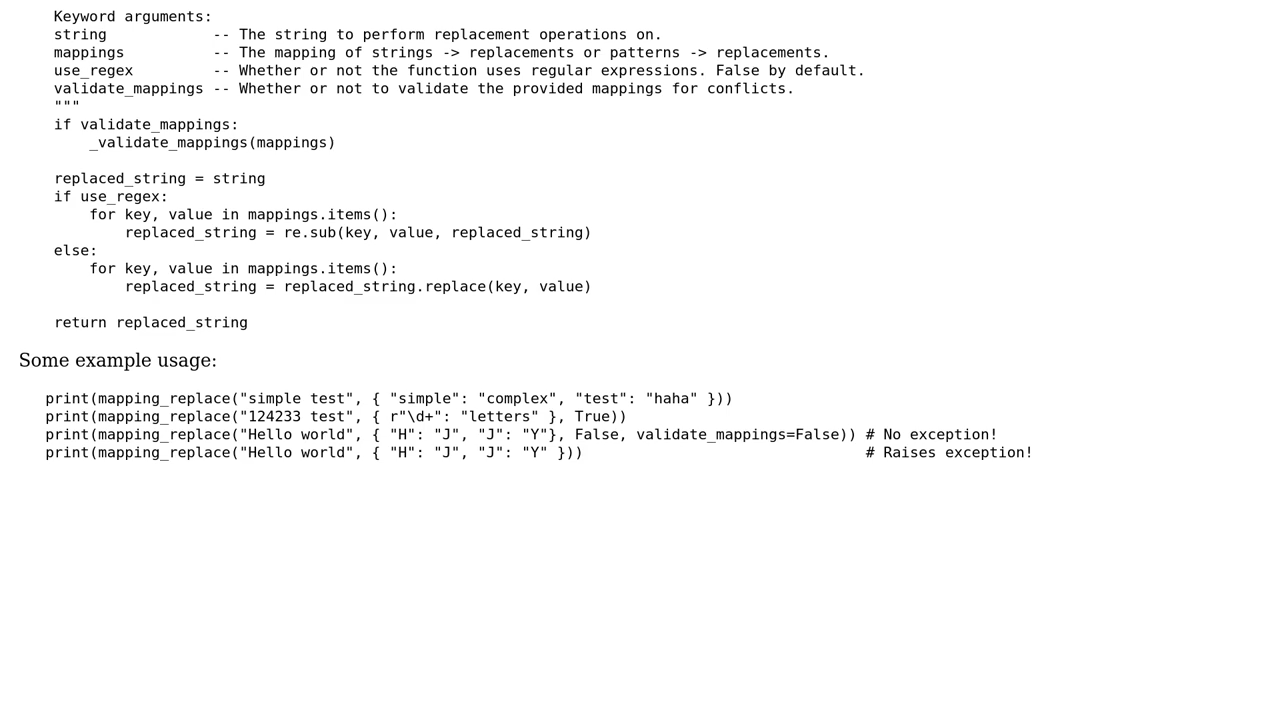 Keyword arguments:
string            -- The string to perform replacement operations on.
mappings          -- The mapping of strings -> replacements or patterns -> replacements.
use_regex         -- Whether or not the function uses regular expressions. False by default.
validate_mappings -- Whether or not to validate the provided mappings for conflicts.
"""
if validate_mappings:
    _validate_mappings(mappings)

replaced_string = string
if use_regex:
    for key, value in mappings.items():
        replaced_string = re.sub(key, value, replaced_string)
else:
    for key, value in mappings.items():
        replaced_string = replaced_string.replace(key, value)

return replaced_string
Some example usage:
print(mapping_replace("simple test", { "simple": "complex", "test": "haha" }))
print(mapping_replace("124233 test", { r"\d+": "letters" }, True))
print(mapping_replace("Hello world", { "H": "J", "J": "Y"}, False, validate_mappings=False)) # No exception!
print(mapping_replace("Hello world", { "H": "J", "J": "Y" }))                                # Raises exception!